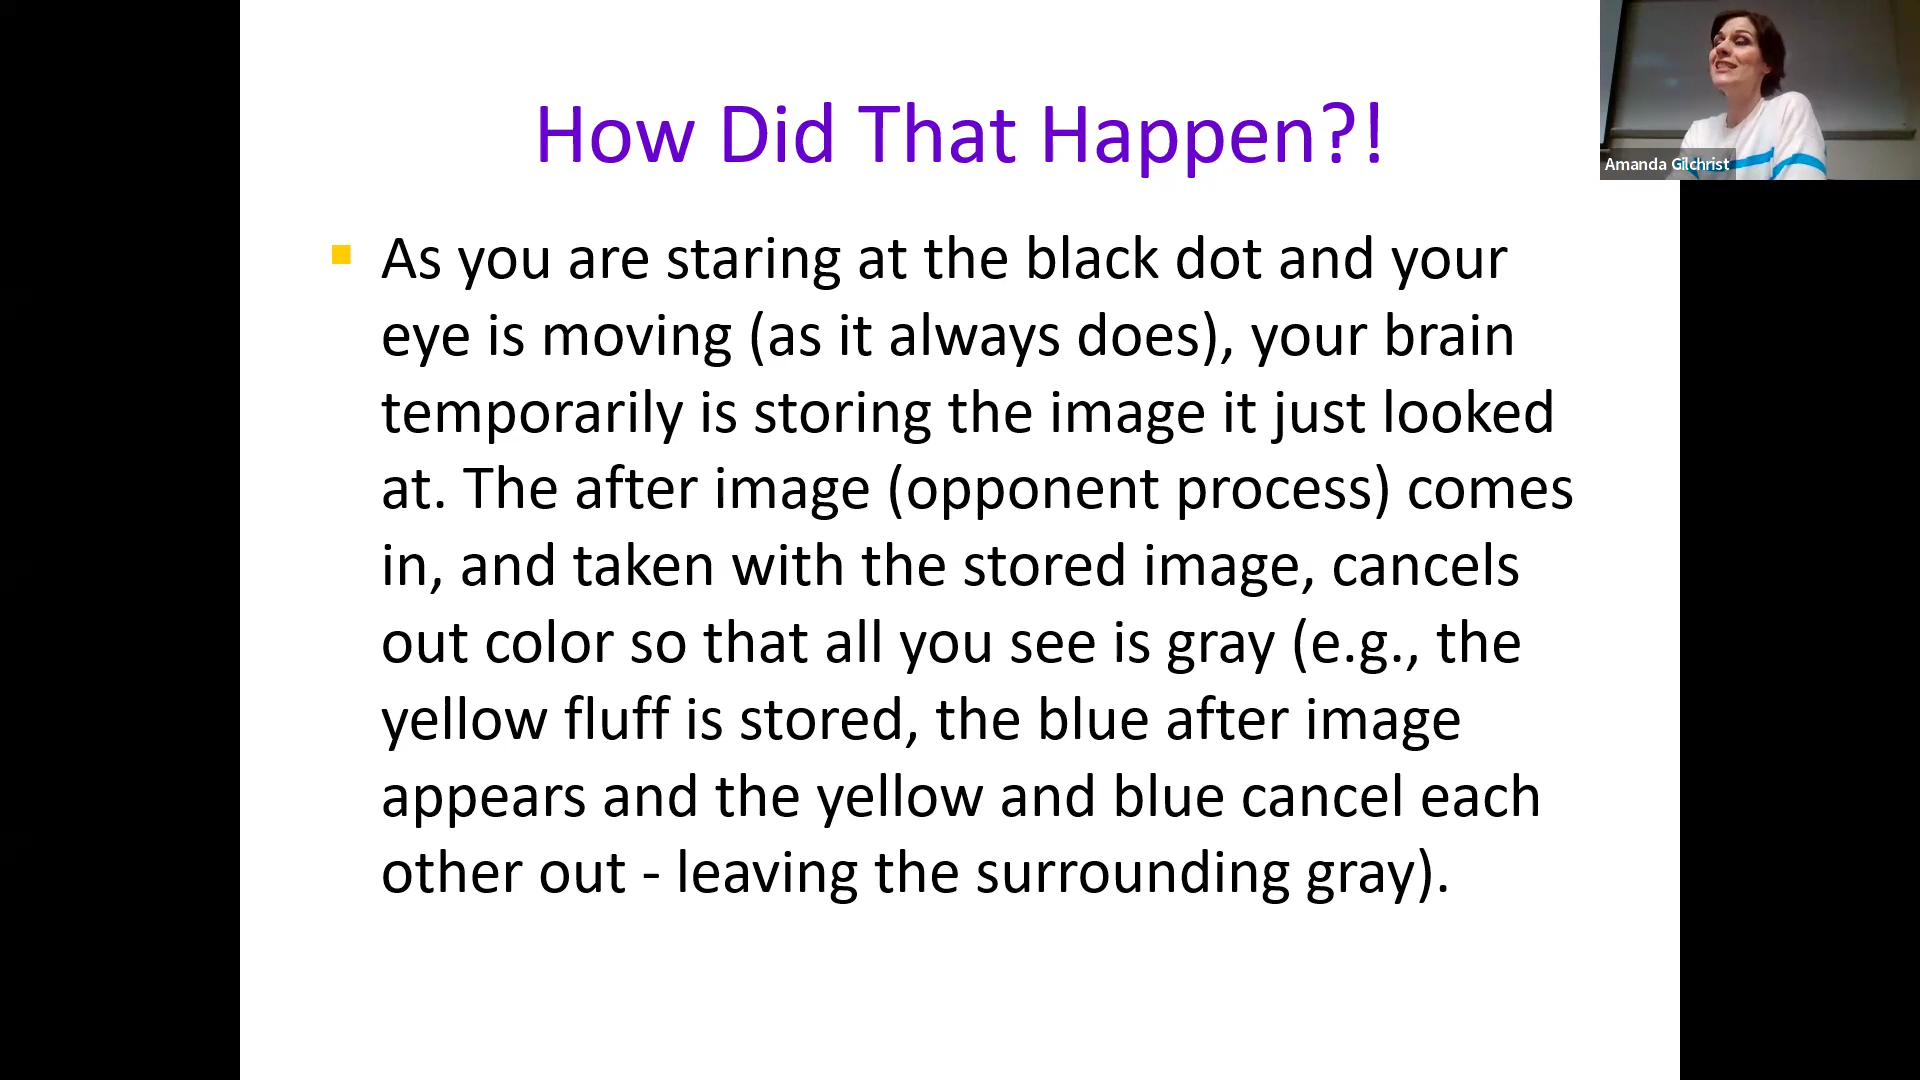 How Did That Happen?!
Amanda Gilchrist
As you are staring at the black dot and your
eye is moving (as it always does), your brain
temporarily is storing the image it just looked
at. The after image (opponent process) comes
in, and taken with the stored image, cancels
out color so that all you see is gray (e.g., the
yellow fluff is stored, the blue after image
appears and the yellow and blue cancel each
other out - leaving the surrounding gray).